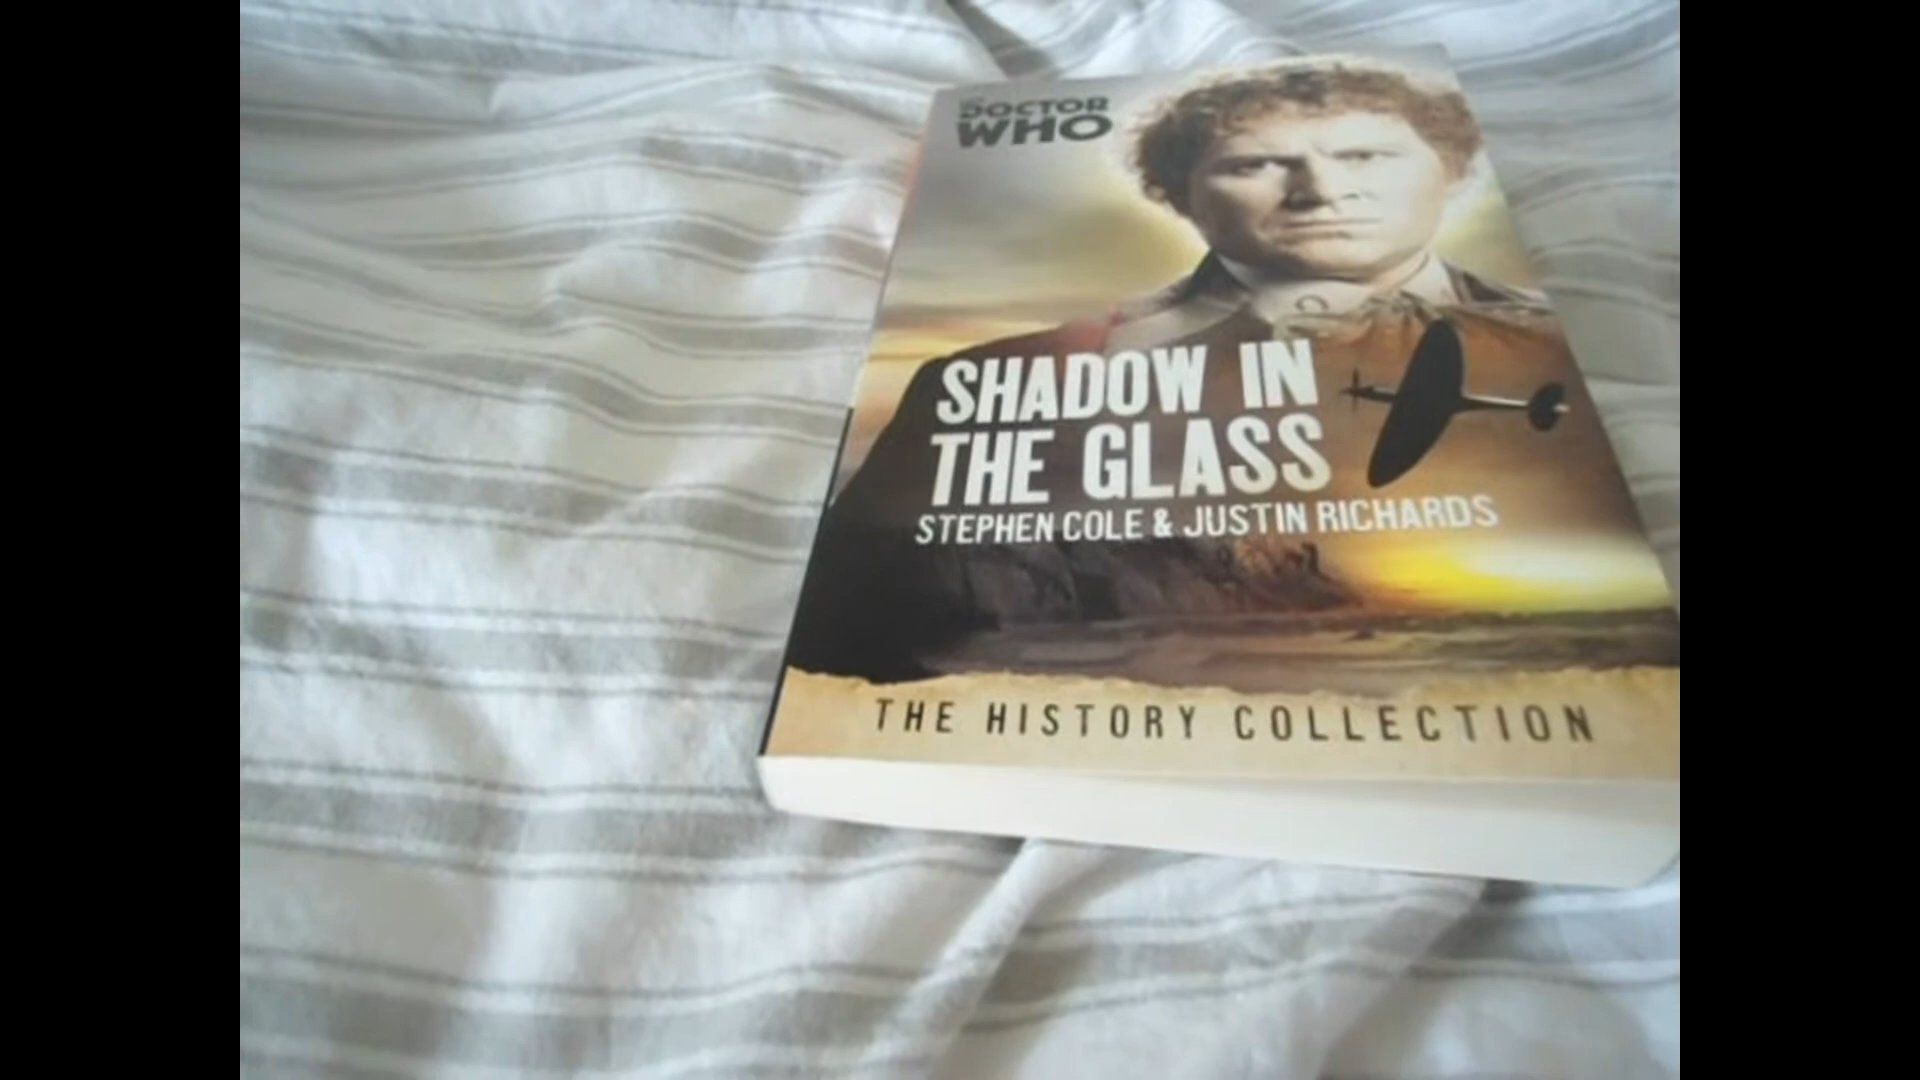 DOCTOR
WHO
SHADOW IN
THE GLASS
STEPHEN COLE & JUSTIN RICHARDS
THE HISTORY COLLECTION